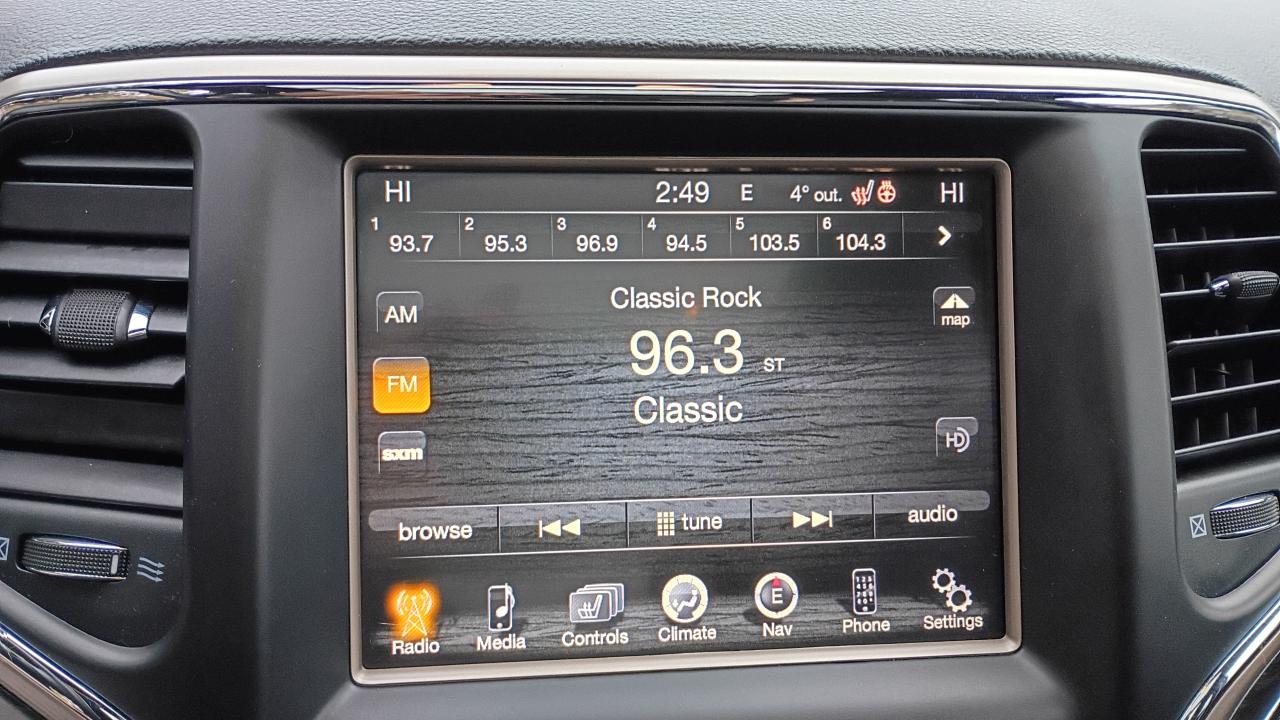 HI 2:49 E 4° out. HI
1 93.7 2 95.3 3 96.9 4 94.5 5 103.5 6 104.3
AM
Classic Rock
map
96.3 ST
FM
Classic
HD
sxm
browse tune audio
E
Radio Media Controls Climate Nav Phone Settings